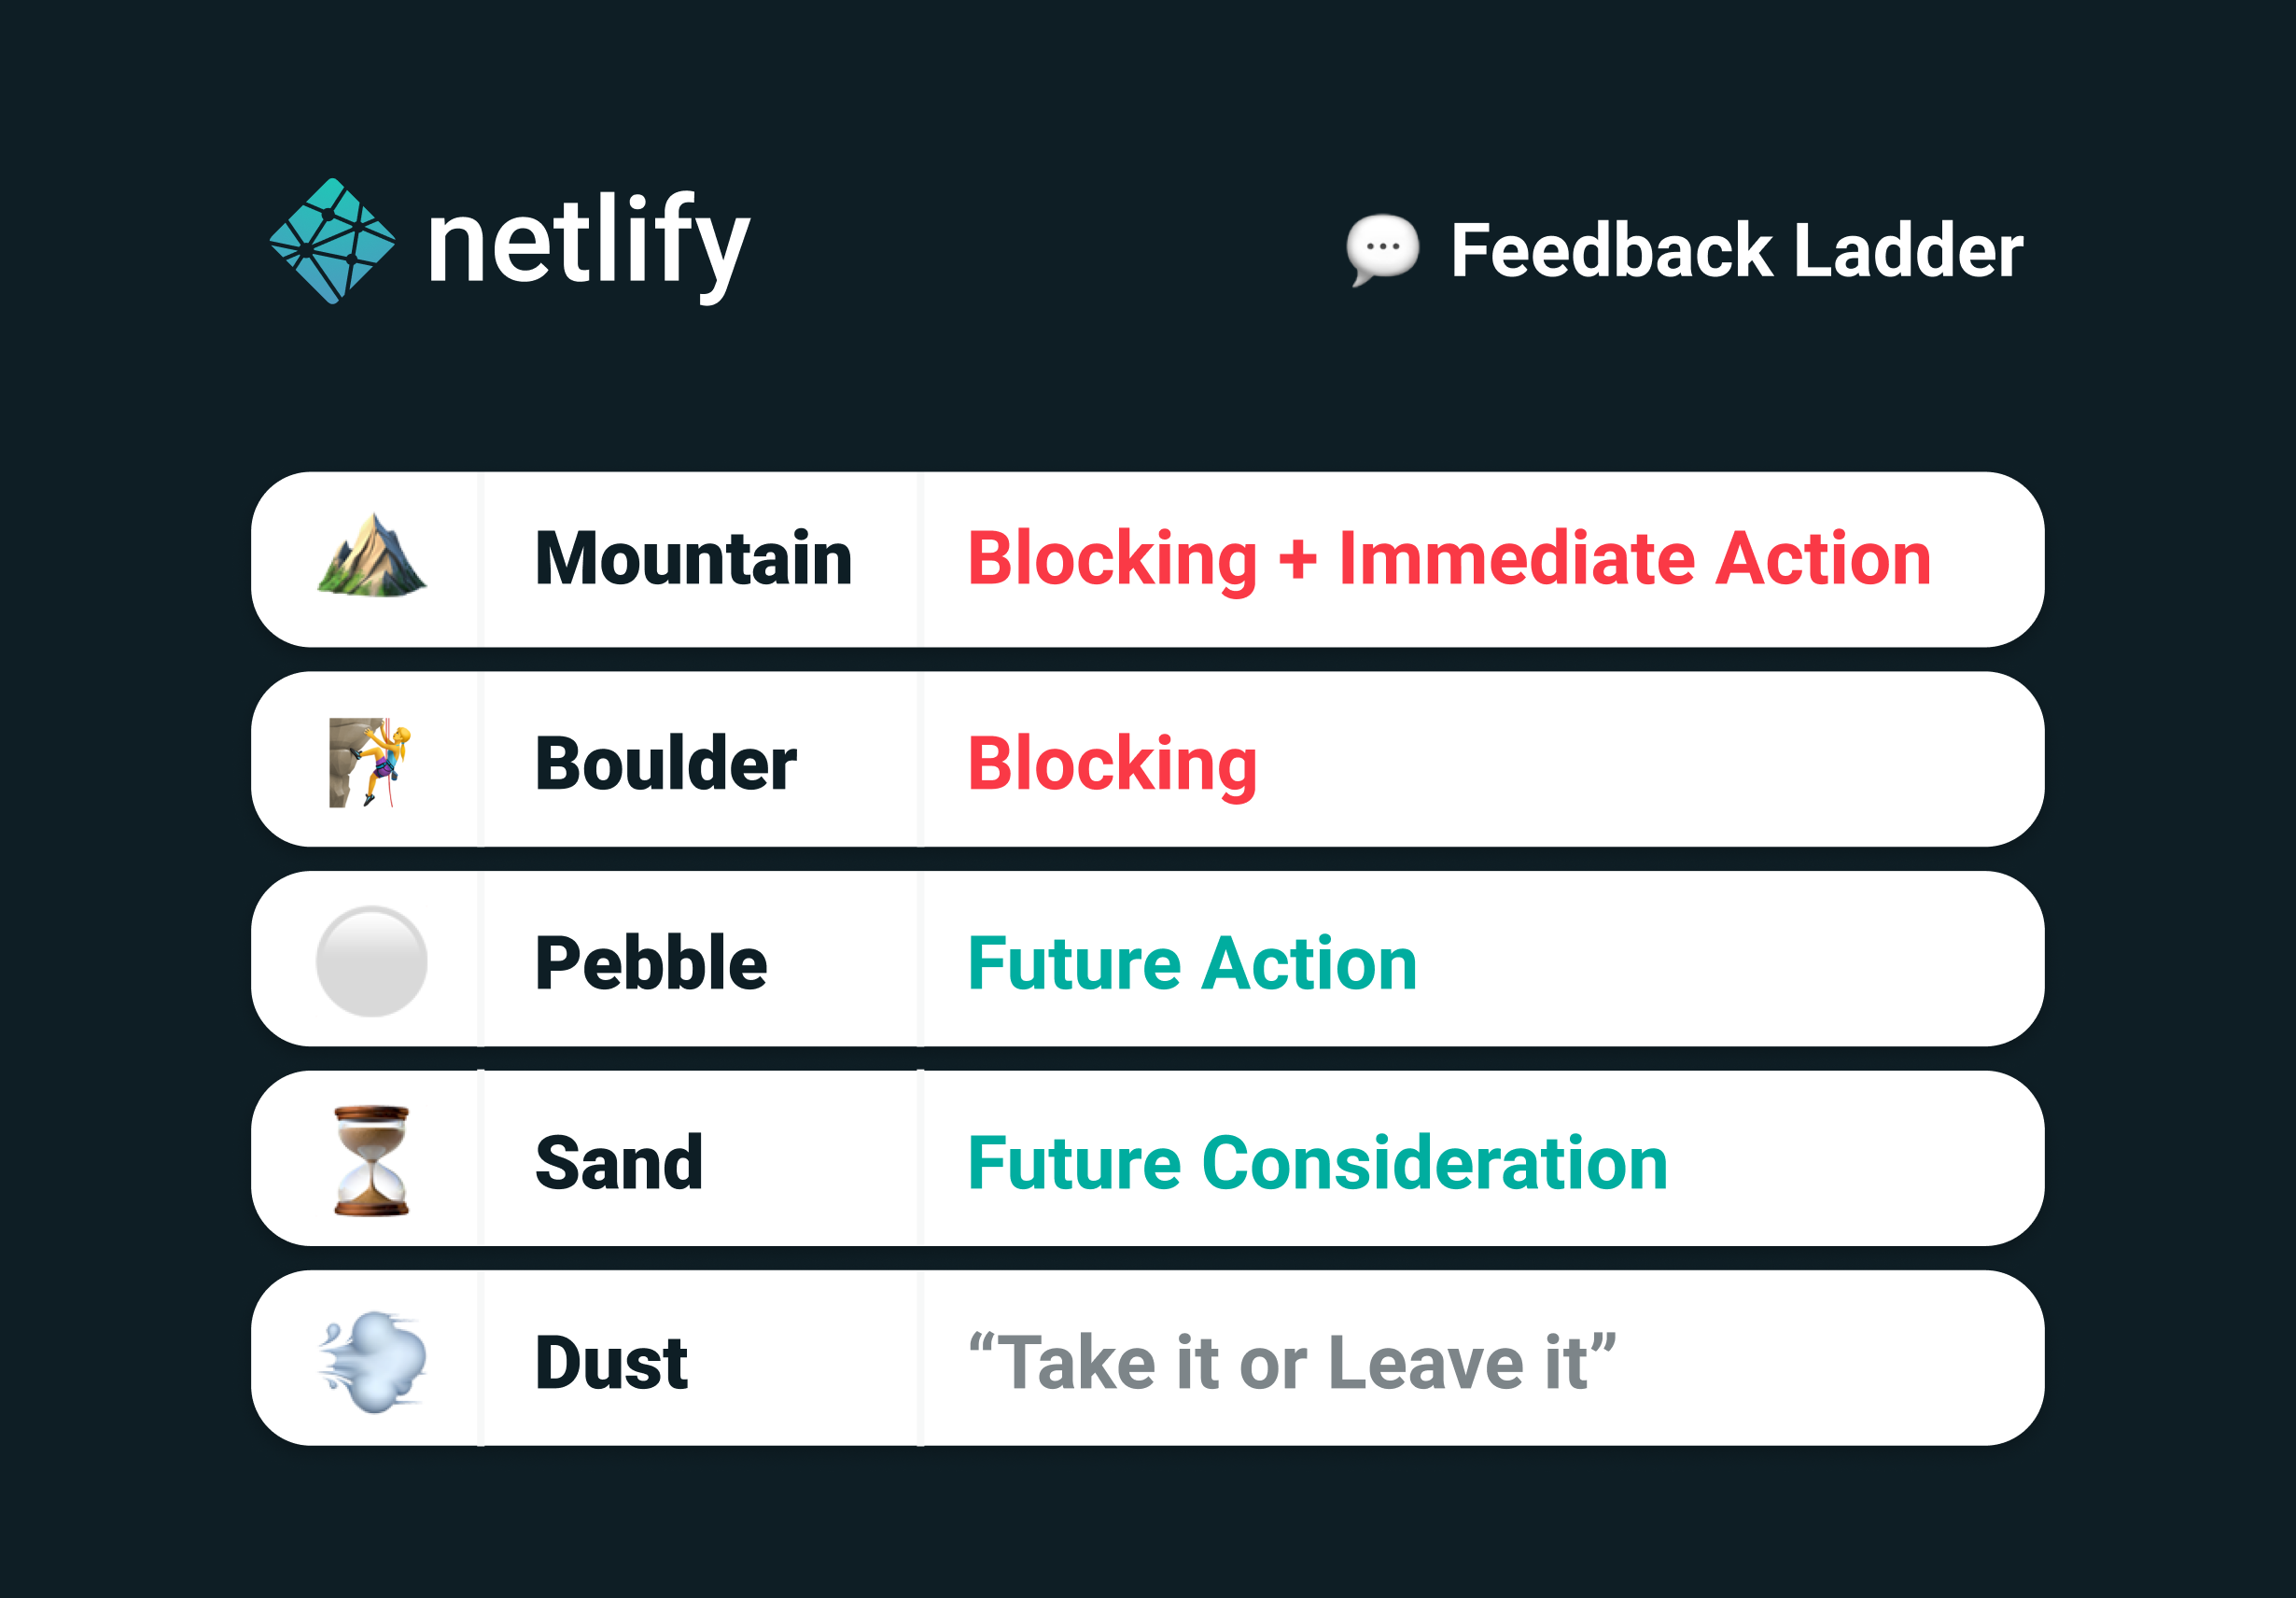 netlify
Feedback Ladder
Mountain Blocking + Immediate Action
Boulder Blocking
Pebble Future Action
Sand Future Consideration
Dust “Take it or Leave it”